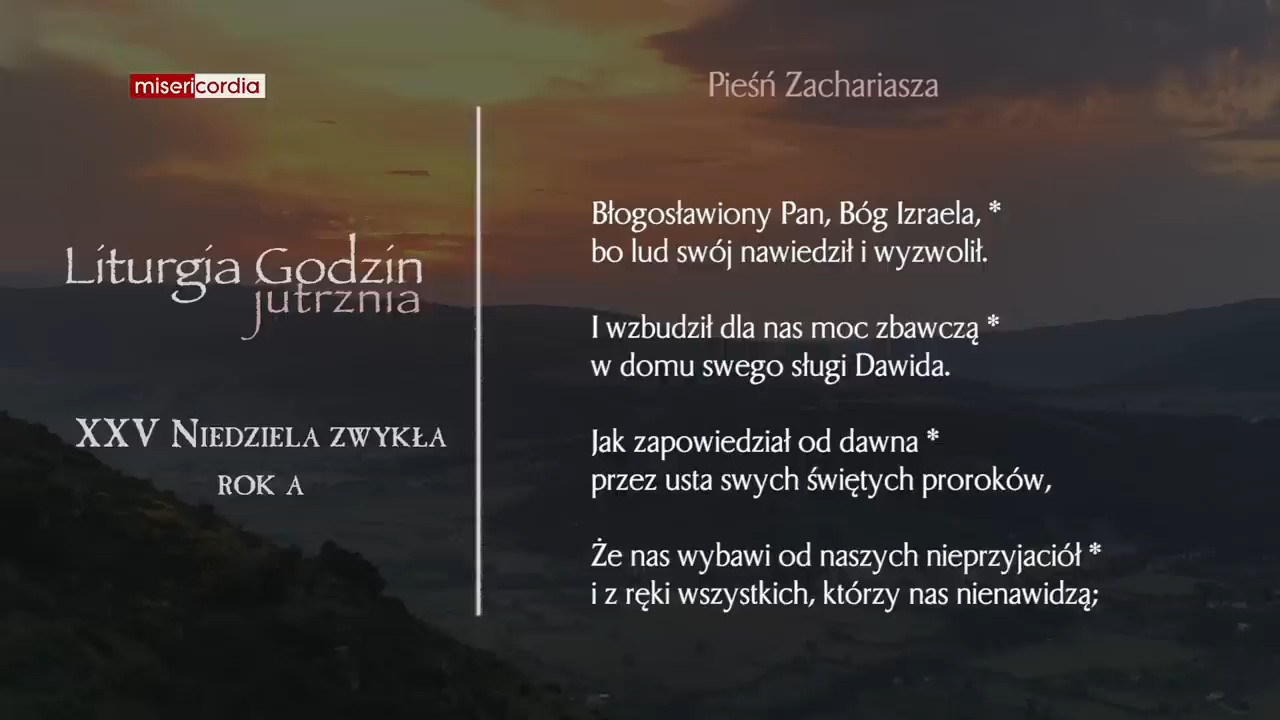 misericordia
Liturgia Godzin
jutrznia
XXV Niedziela zwykła
rok A
Pieśń Zachariasza
Błogosławiony Pan, Bóg Izraela, *
bo lud swój nawiedził i wyzwolił.
I wzbudził dla nas moc zbawczą *
w domu swego sługi Dawida.
Jak zapowiedział od dawna *
przez usta swych świętych proroków,
Że nas wybawi od naszych nieprzyjaciół *
i z ręki wszystkich, którzy nas nienawidzą;